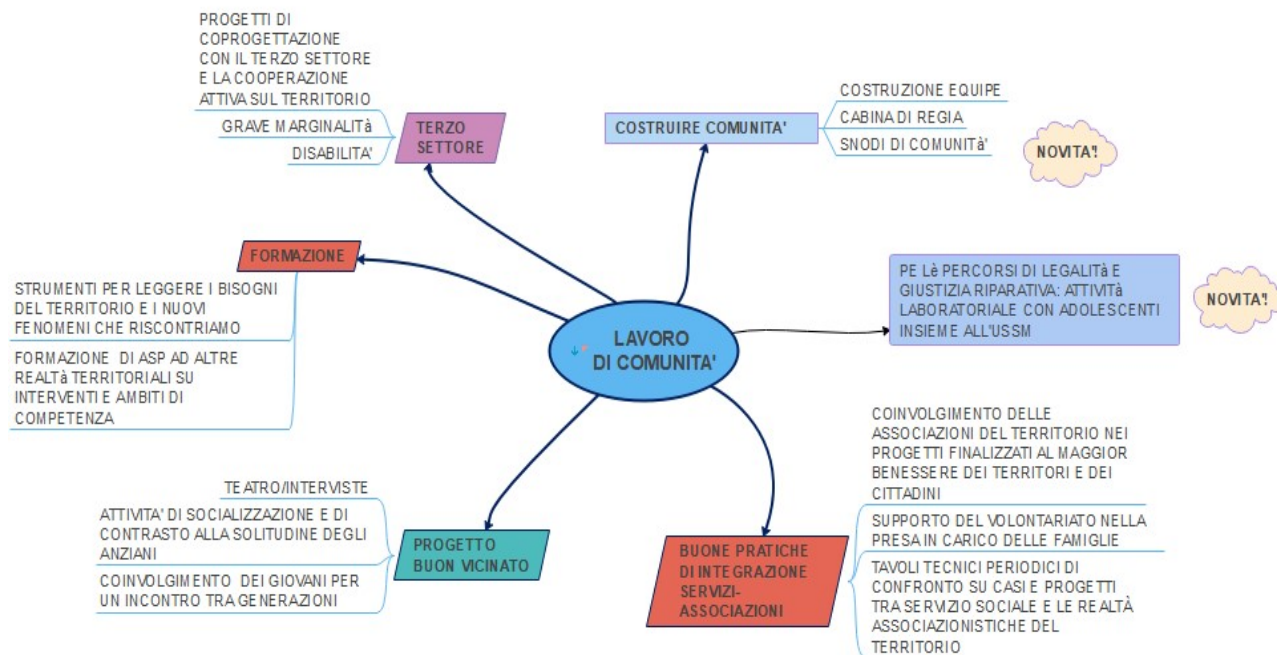 PROGETTI DI
COPROGETTAZIONE
CON IL TERZO SETTORE
E LA COOPERAZIONE
ATTIVA SUL TERRITORIO
GRAVE MARGINALITà
DISABILITA'
TERZO
SETTORE
COSTRUIRE COMUNITA'
COSTRUZIONE EQUIPE
CABINA DI REGIA
SNODI DI COMUNITà'
NOVITA'!
FORMAZIONE
STRUMENTI PER LEGGERE I BISOGNI
DEL TERRITORIO E I NUOVI
FENOMENI CHE RISCONTRIAMO
FORMAZIONE DI ASP AD ALTRE
REALTà TERRITORIALI SU
INTERVENTI E AMBITI DI
COMPETENZA
PE Lè PERCORSI DI LEGALITà E
GIUSTIZIA RIPARATIVA: ATTIVITà
LABORATORIALE CON ADOLESCENTI
INSIEME ALL'USSM
NOVITA'!
LAVORO
DI COMUNITA'
TEATRO/INTERVISTE
ATTIVITA' DI SOCIALIZZAZIONE E DI
CONTRASTO ALLA SOLITUDINE DEGLI
ANZIANI
COINVOLGIMENTO DEI GIOVANI PER
UN INCONTRO TRA GENERAZIONI
PROGETTO
BUON VICINATO
BUONE PRATICHE
DI INTEGRAZIONE
SERVIZI-
ASSOCIAZIONI
COINVOLGIMENTO DELLE
ASSOCIAZIONI DEL TERRITORIO NEI
PROGETTI FINALIZZATI AL MAGGIOR
BENESSERE DEI TERRITORI E DEI
CITTADINI
SUPPORTO DEL VOLONTARIATO NELLA
PRESA IN CARICO DELLE FAMIGLIE
TAVOLI TECNICI PERIODICI DI
CONFRONTO SU CASI E PROGETTI
TRA SERVIZIO SOCIALE E LE REALTÀ
ASSOCIAZIONISTICHE DEL
TERRITORIO